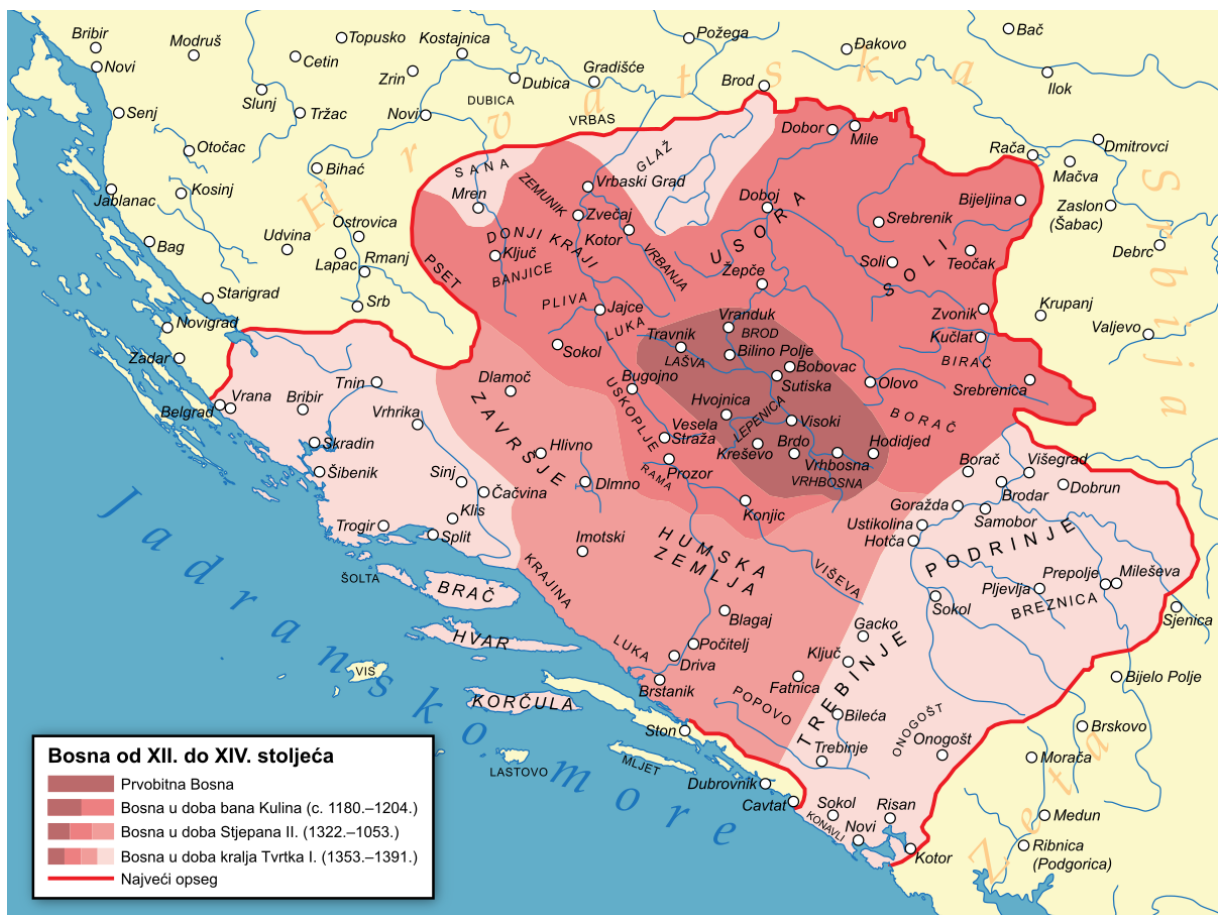 Bribir
Novi
Modruš
Topusko
Cetin
Kostajnica
Zrin
Požega
Đakovo
Bač
Ilok
Senj
Slunj
Tržac
Novi
DUBICA
Dubica
Gradišće
VRBAS
Brod
Hrvatska
Otočac
Bihać
Kosinj
Jablanac
Bag
Udvina
Ostrovica
Lapac
Rmanj
Srb
Starigrad
Novigrad
Zadar
SANA
Mren
ZEMUNIK
GLAŽ
Vrbaski Grad
Zvečaj
Kotor
VRBANJA
DONJI KRAJI
Ključ
BANJICE
PSET
PLIVA
Jajce
LUKA
Sokol
Dobor
Mile
Doboj
USORA
Žepče
Srebrenik
Bijeljina
Soli
SOLI
Teočak
Rača
Mačva
Dmitrovci
Zaslon
(Šabac)
Debrc
Srbija
Krupanj
Valjevo
Zvonik
Kučlat
BIRAČ
Srebrenica
Vranduk
BROD
Travnik
LAŠVA
Bilino Polje
Bobovac
Sutiska
Olovo
BORAČ
Bugojno
USKOPLJE
Hvojnica
LEPENICA
Visoki
Vesela
Straža
Kreševo
Brdo
Hodidjed
Vrhbosna
VRHBOSNA
Prozor
RAMA
Konjic
Belgrad
Vrana
Bribir
Tnin
Vrhrika
Skradin
Šibenik
Sinj
Čačvina
Klis
Trogir
Split
Dlamoč
ZAVRŠJE
Hlivno
Dlmno
Imotski
KRAJINA
HUMSKA
ZEMLJA
VIŠEVA
Blagaj
Počitelj
LUKA
Driva
Brstanik
Fatnica
POPOVO
Borač
Višegrad
Dobrun
Brodar
Goražda
Samobor
Ustikolina
Hotča
PODRINJE
Prepolje
Mileševa
Pljevlja
BREZNICA
Sokol
Sjenica
Gacko
Ključ
TREBINJE
Bileća
Trebinje
ONOGOŠT
Onogošt
Bijelo Polje
Brskovo
Morača
Medun
Ribnica
(Podgorica)
Zeta
ŠOLTA
BRAČ
HVAR
VIS
KORČULA
LASTOVO
MLJET
Ston
Dubrovnik
Cavtat
Sokol
KONAVLI
Risan
Novi
Kotor
Jadransko more
Bosna od XII. do XIV. stoljeća
Prvobitna Bosna
Bosna u doba bana Kulina (c. 1180.–1204.)
Bosna u doba Stjepana II. (1322.–1053.)
Bosna u doba kralja Tvrtka I. (1353.–1391.)
Najveći opseg